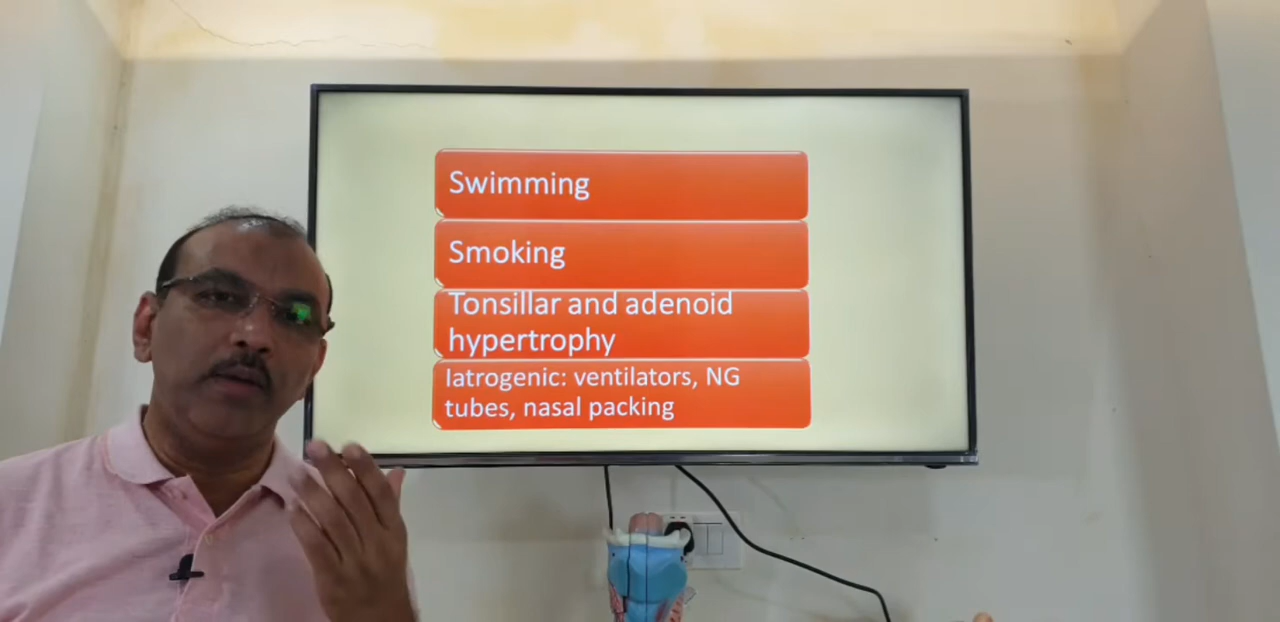 Swimming
Smoking
Tonsillar and adenoid
hypertrophy
Iatrogenic: ventilators, NG
tubes, nasal packing